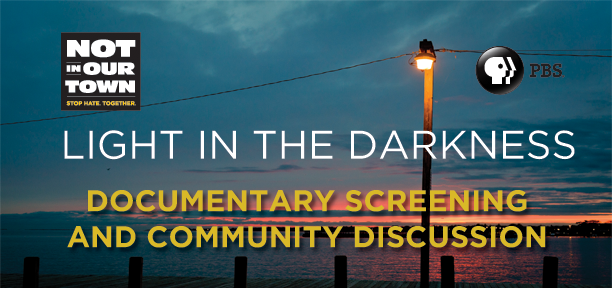 NOT
IN OUR
TOWN
STOP HATE. TOGETHER.
PBS
LIGHT IN THE DARKNESS
DOCUMENTARY SCREENING
AND COMMUNITY DISCUSSION